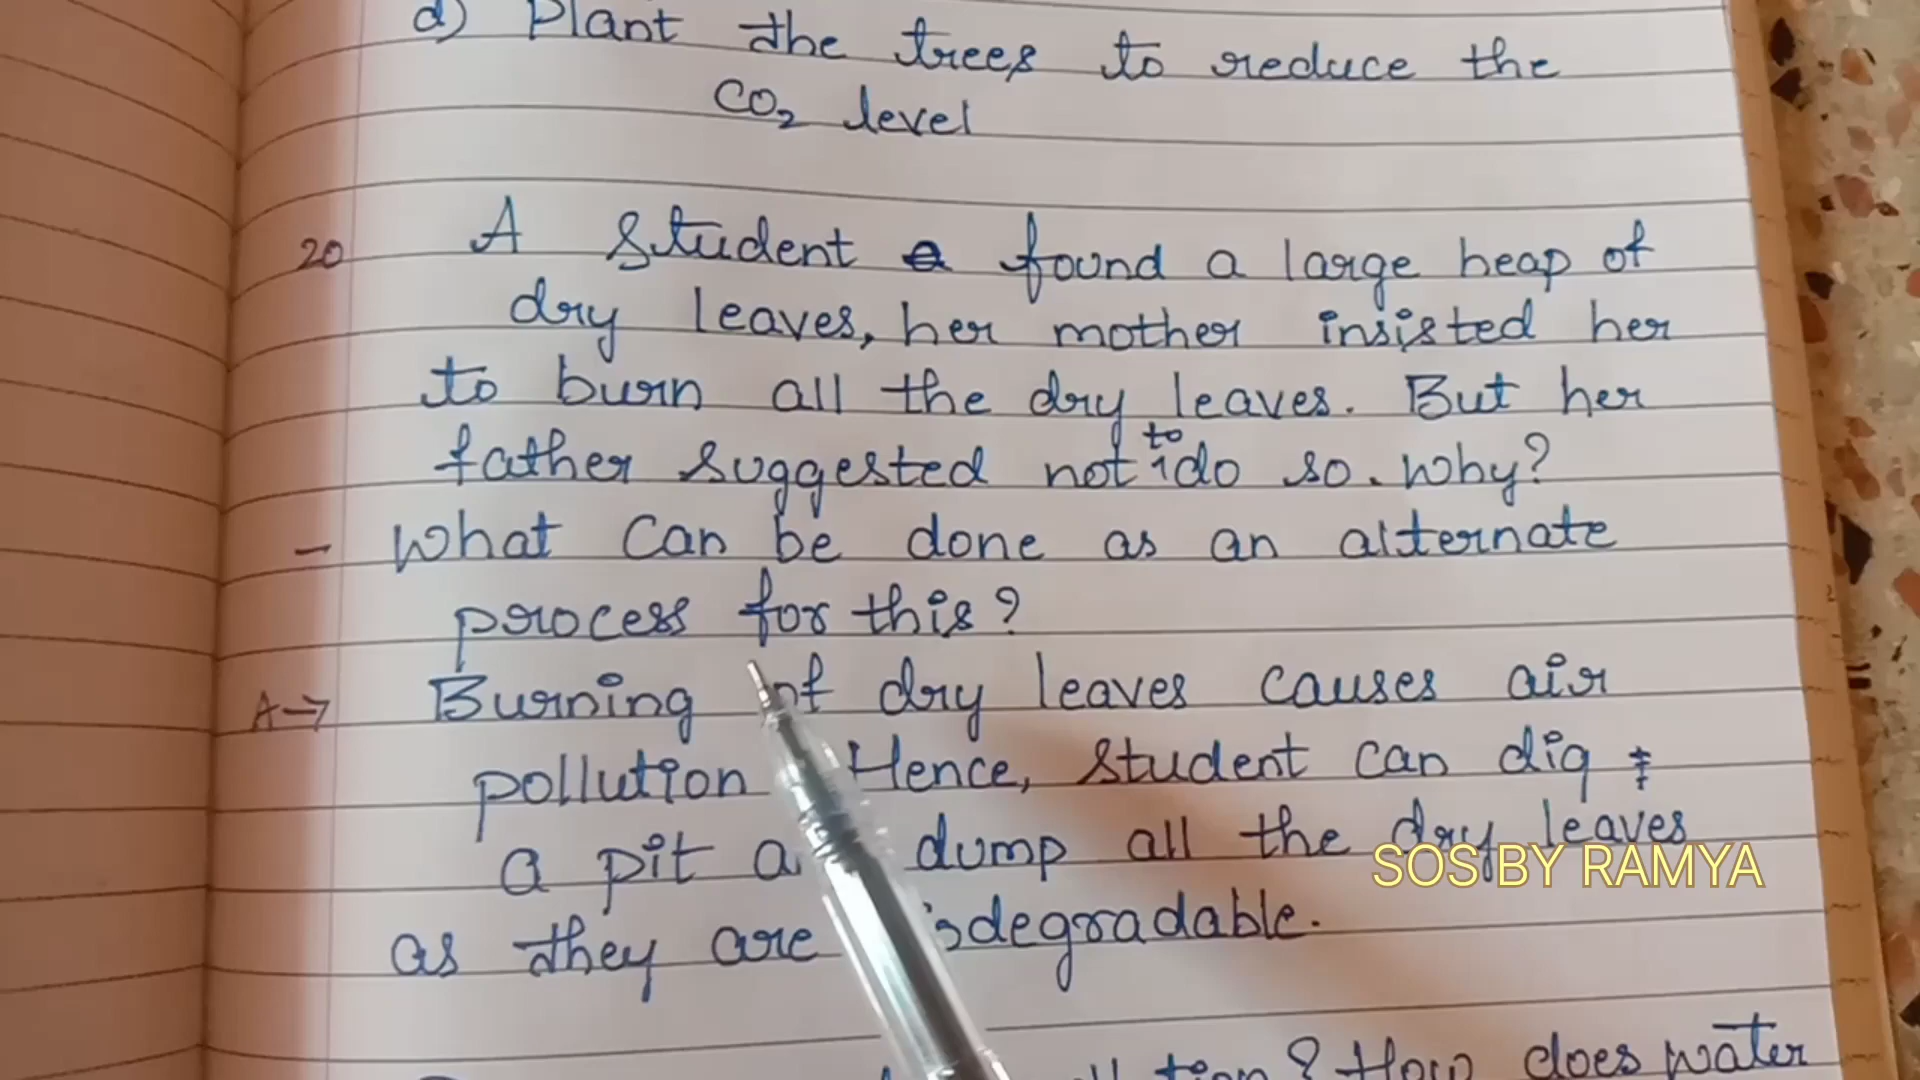 d) Plant the trees to reduce the
CO₂ level
20 A student found a large heap of
dry leaves, her mother insisted her
to burn all the dry leaves. But her
father suggested not to do so. Why?
- What can be done as an alternate
process for this?
A→ Burning of dry leaves causes air
pollution Hence, student can dig
a pit dump all the dry leaves
as they are
SOS BY RAMYA
? How does water